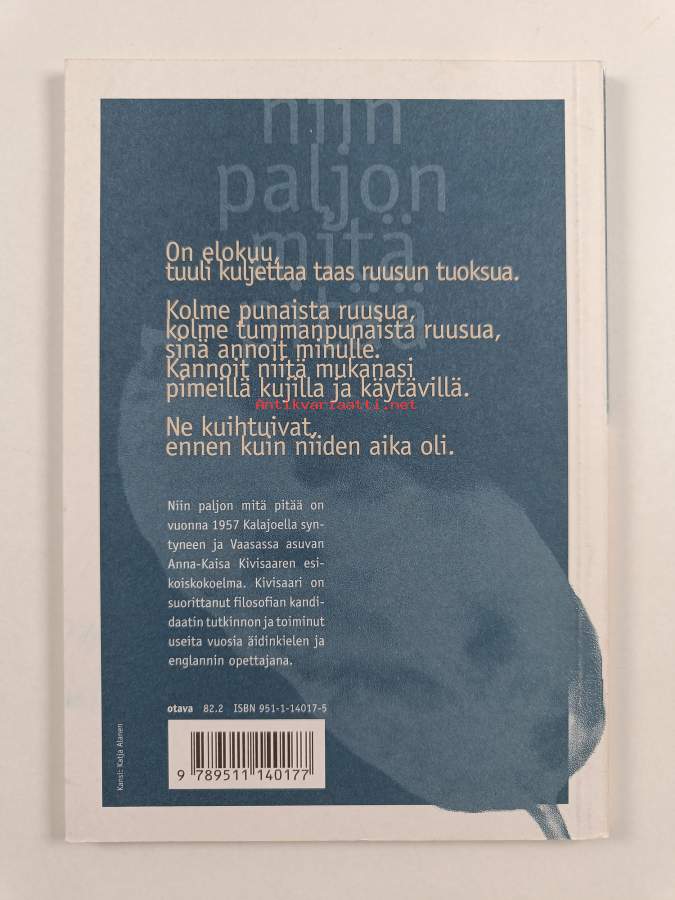 niin
paljon
mitä
pitää
On elokuu,
tuuli kuljettaa taas ruusun tuoksua.
Kolme punaista ruusua,
kolme tummanpunaista ruusua,
sinä annoit minulle.
Kannoit niitä mukanasi
pimeillä kujilla ja käytävillä.
Antikvariaatti.net
Ne kuihtuivat,
ennen kuin niiden aika oli.
Niin paljon mitä pitää on
vuonna 1957 Kalajoella syn-
tyneen ja Vaasassa asuvan
Anna-Kaisa Kivisaaren esi-
koiskokoelma. Kivisaari on
suorittanut filosofian kandi-
daatin tutkinnon ja toiminut
useita vuosia äidinkielen ja
englannin opettajana.
otava 82.2 ISBN 951-1-14017-5
9 789511 140177
Kansi: Katja Alanen